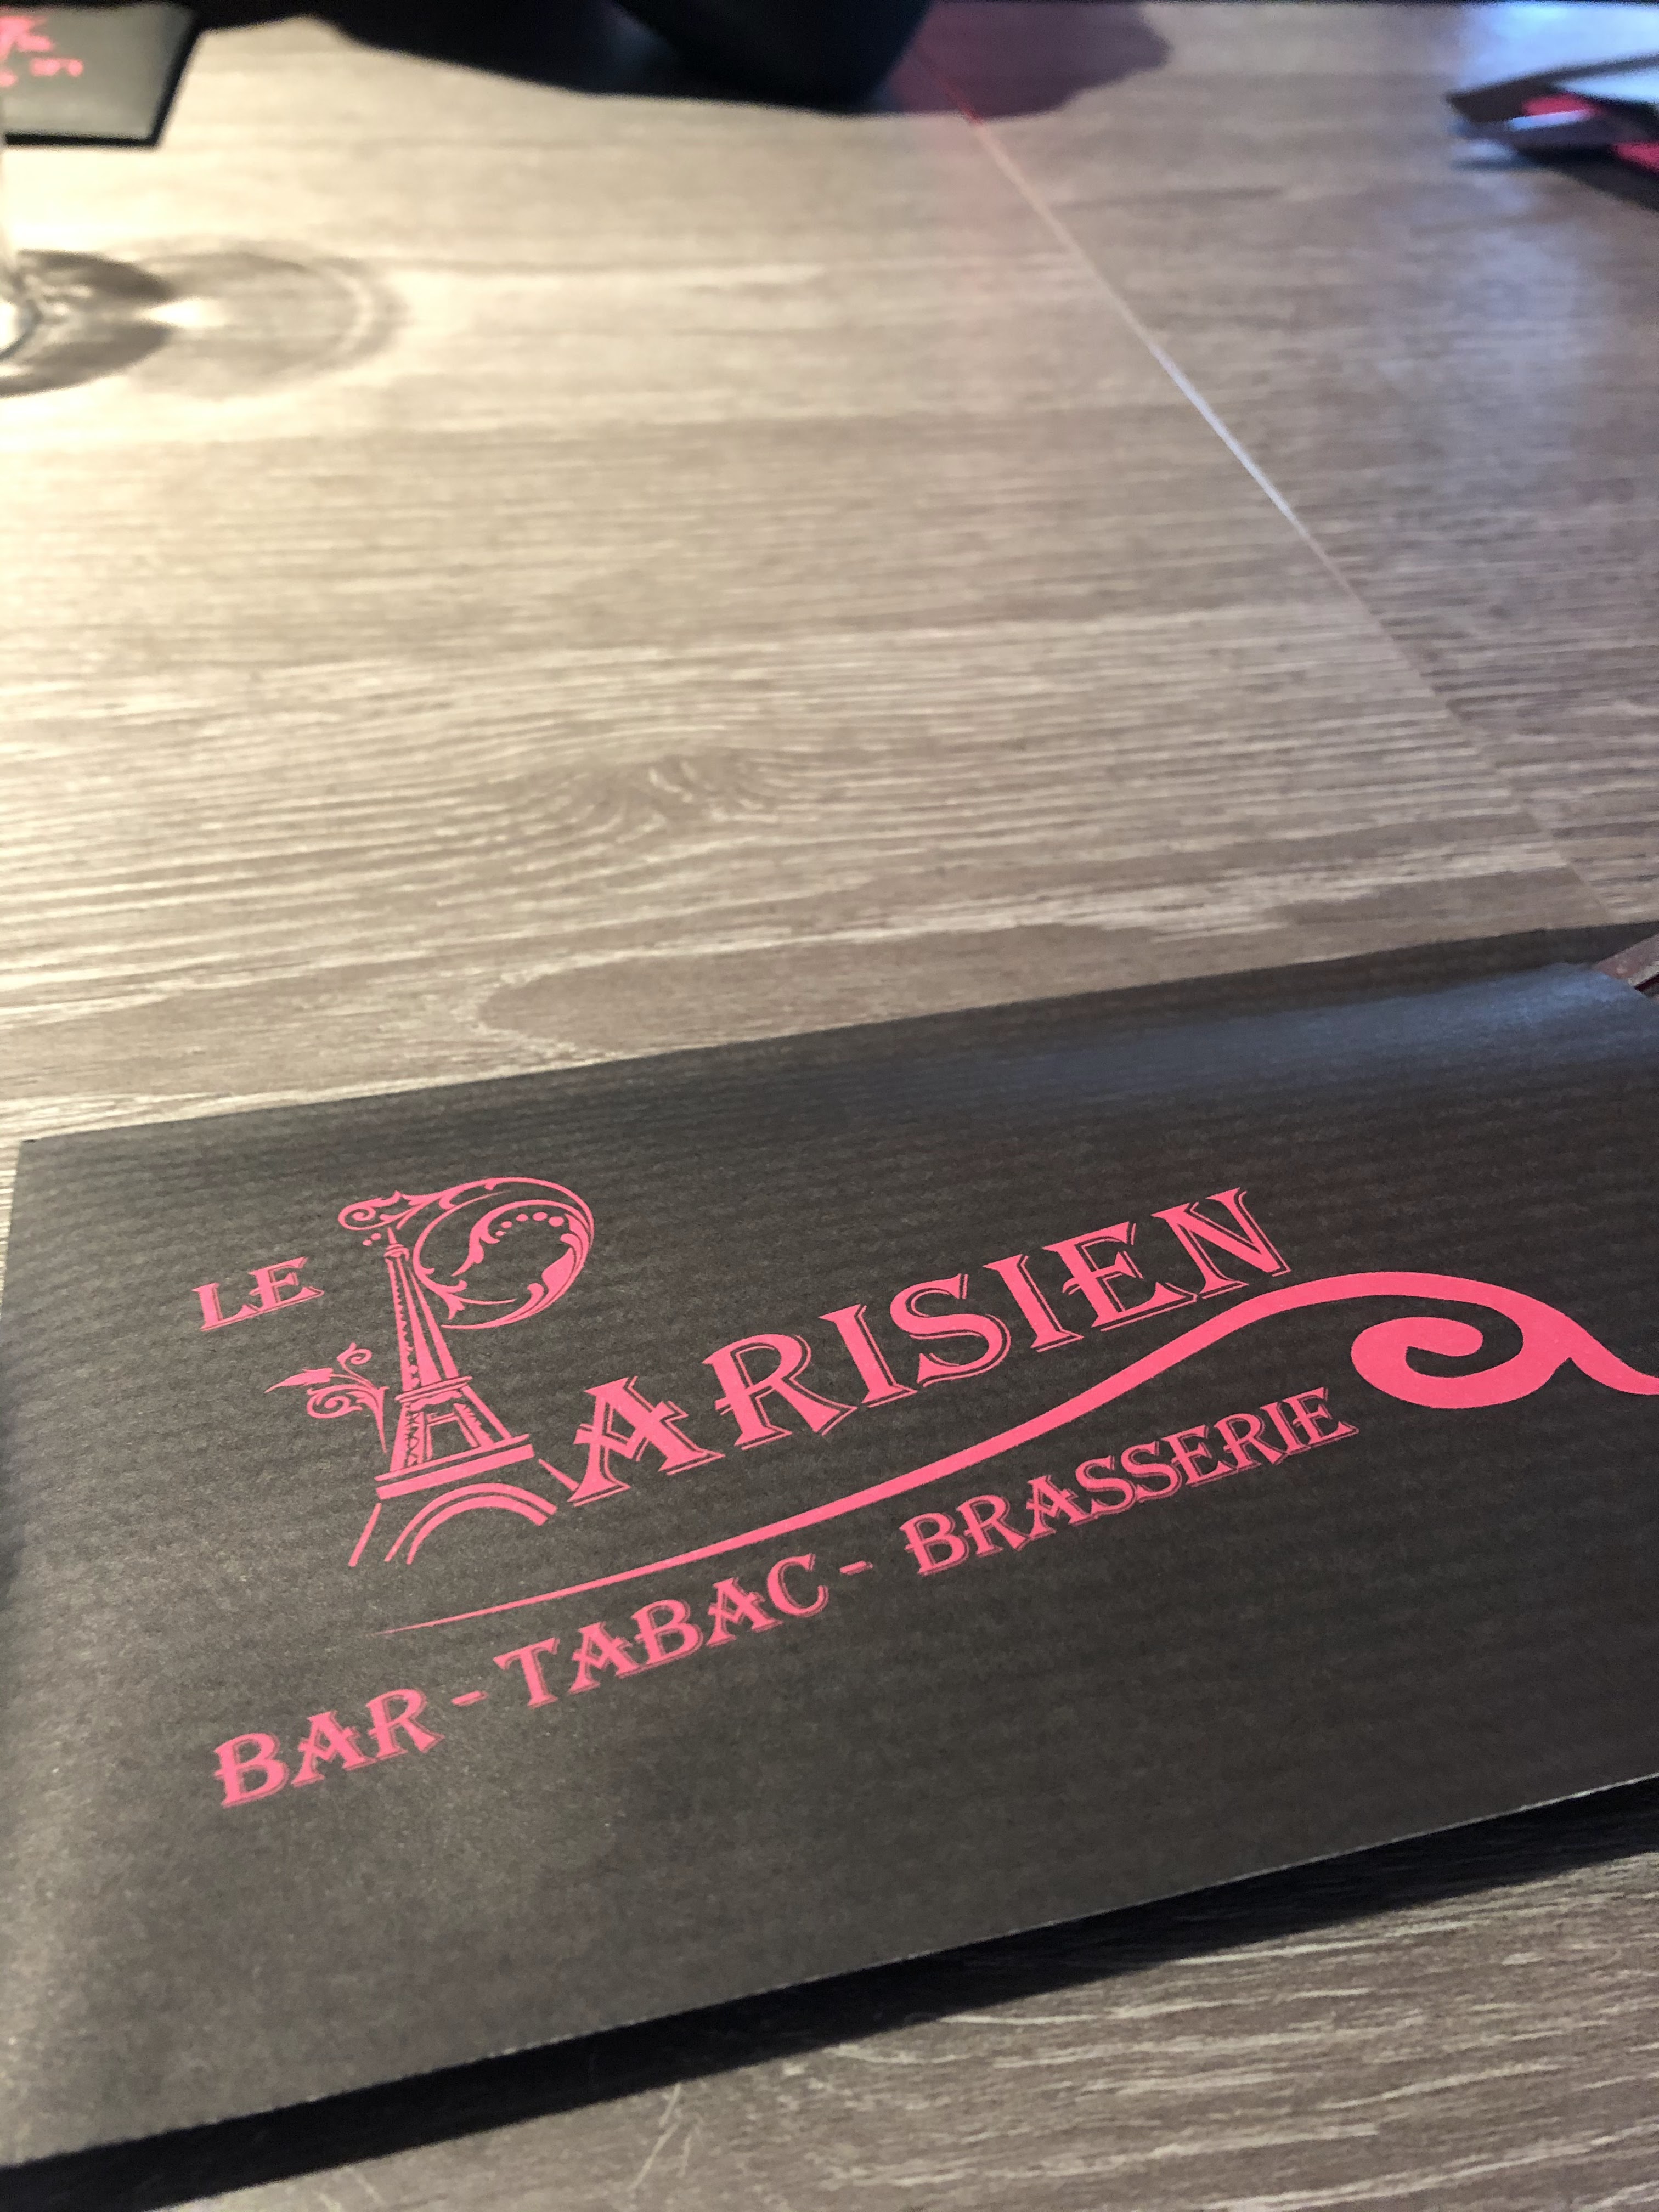 LE PARISIEN
BAR - TABAC - BRASSERIE